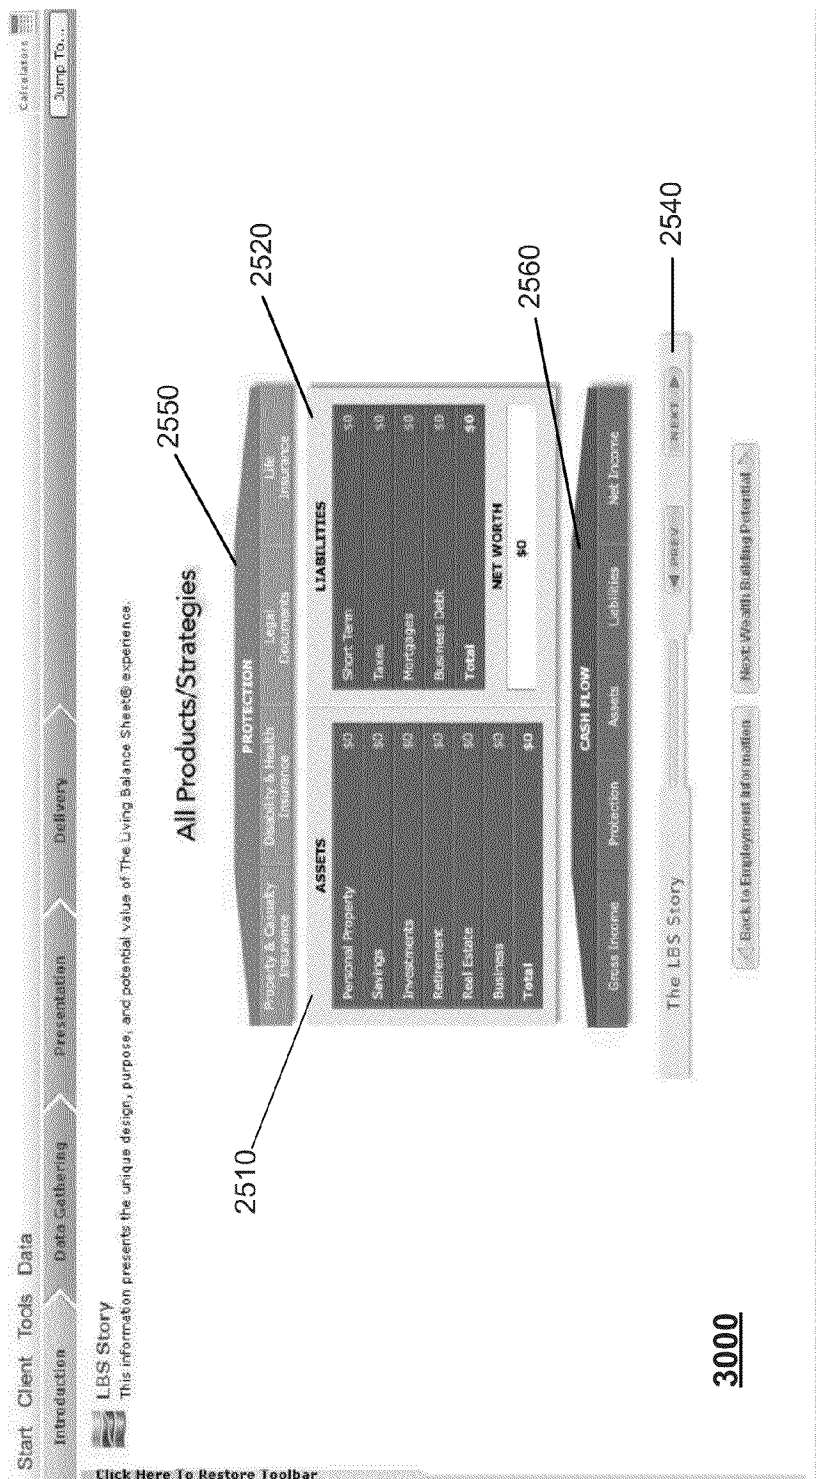 Start Client Tools Data
Calculators
Introduction Data Gathering Presentation Delivery
Jump To...
LBS Story
This information presents the unique design, purpose, and potential value of The Living Balance Sheet® experience.
Click Here To Restore Toolbar
All Products/Strategies
2550
PROTECTION
Property & Casualty Insurance
Disability & Health Insurance
Legal Documents
Life Insurance
2510
ASSETS
Personal Property $0
Savings $0
Investments $0
Retirement $0
Real Estate $0
Business $0
Total $0
2520
LIABILITIES
Short Term $0
Taxes $0
Mortgages $0
Business Debt $0
Total $0
NET WORTH
$0
2560
CASH FLOW
Gross Income Protection Assets Liabilities Net Income
The LBS Story
PREV NEXT
2540
Back to Employment Information
Next: Wealth Building Potential
3000